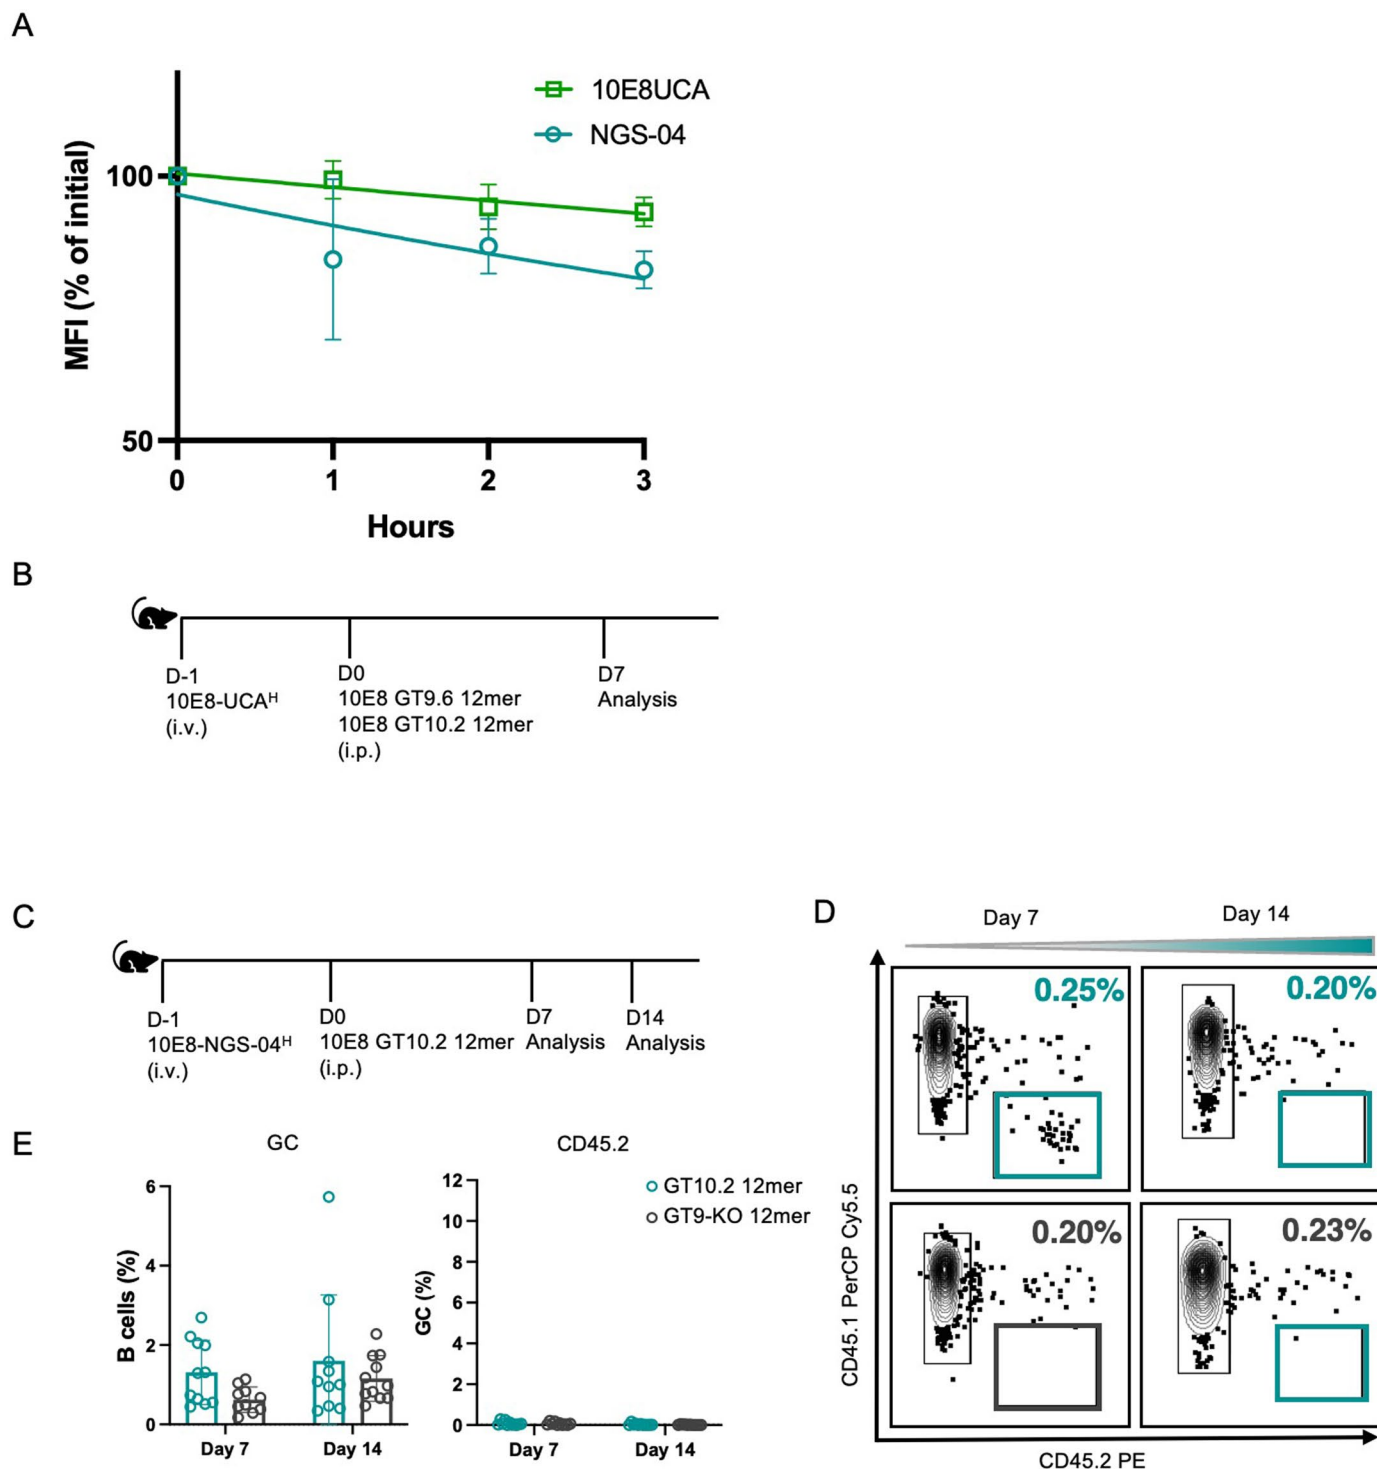 A
10E8UCA
NGS-04
MFI (% of initial)
100
50
0 1 2 3
Hours
B
D-1
10E8-UCAᴴ
(i.v.)
D0
10E8 GT9.6 12mer
10E8 GT10.2 12mer
(i.p.)
D7
Analysis
C
D-1
10E8-NGS-04ᴴ
(i.v.)
D0
10E8 GT10.2 12mer
(i.p.)
D7
Analysis
D14
Analysis
D
Day 7
Day 14
0.25%
0.20%
0.20%
0.23%
CD45.1 PerCP Cy5.5
CD45.2 PE
E
GC
B cells (%)
6
4
2
0
Day 7 Day 14
CD45.2
GC (%)
12
10
8
6
4
2
0
Day 7 Day 14
GT10.2 12mer
GT9-KO 12mer